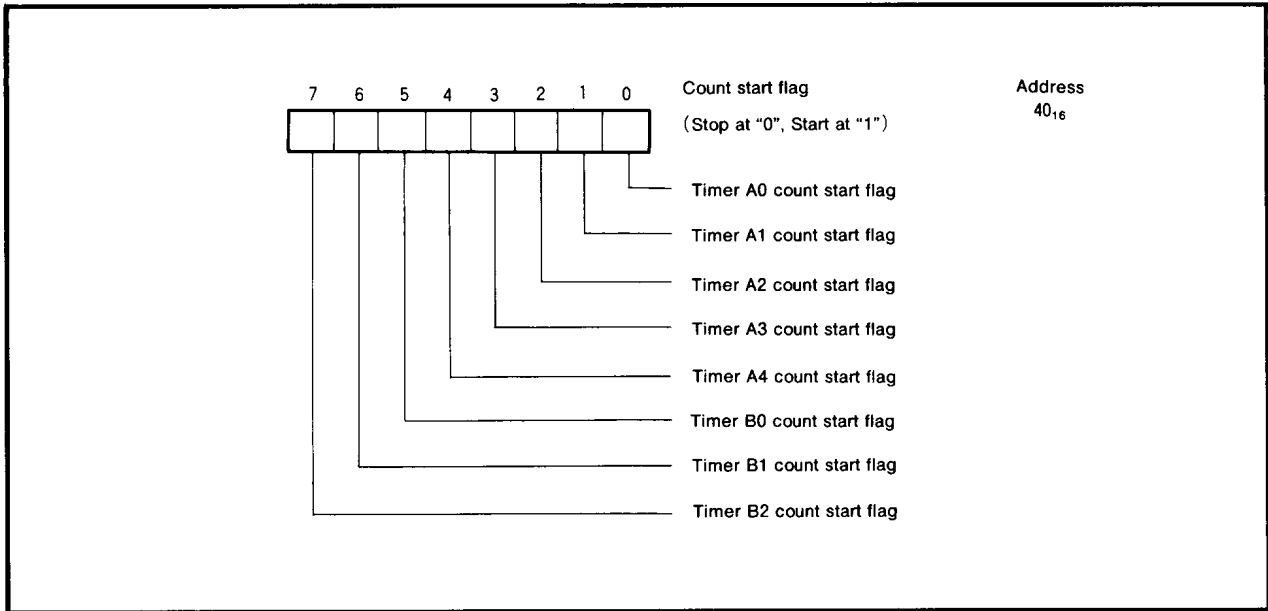 7 6 5 4 3 2 1 0
Count start flag
(Stop at “0”, Start at “1”)
Address
40₁₆
Timer A0 count start flag
Timer A1 count start flag
Timer A2 count start flag
Timer A3 count start flag
Timer A4 count start flag
Timer B0 count start flag
Timer B1 count start flag
Timer B2 count start flag